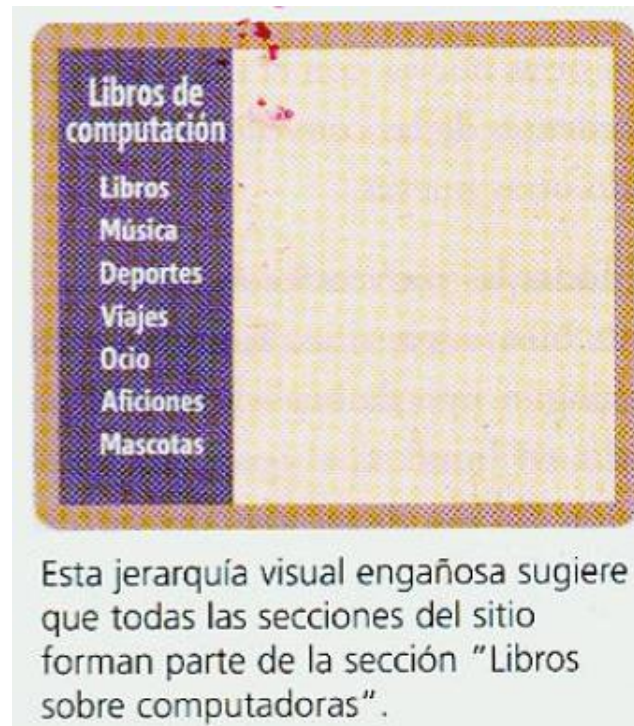 Libros de
computación
Libros
Música
Deportes
Viajes
Ocio
Aficiones
Mascotas
Esta jerarquía visual engañosa sugiere
que todas las secciones del sitio
forman parte de la sección "Libros
sobre computadoras".